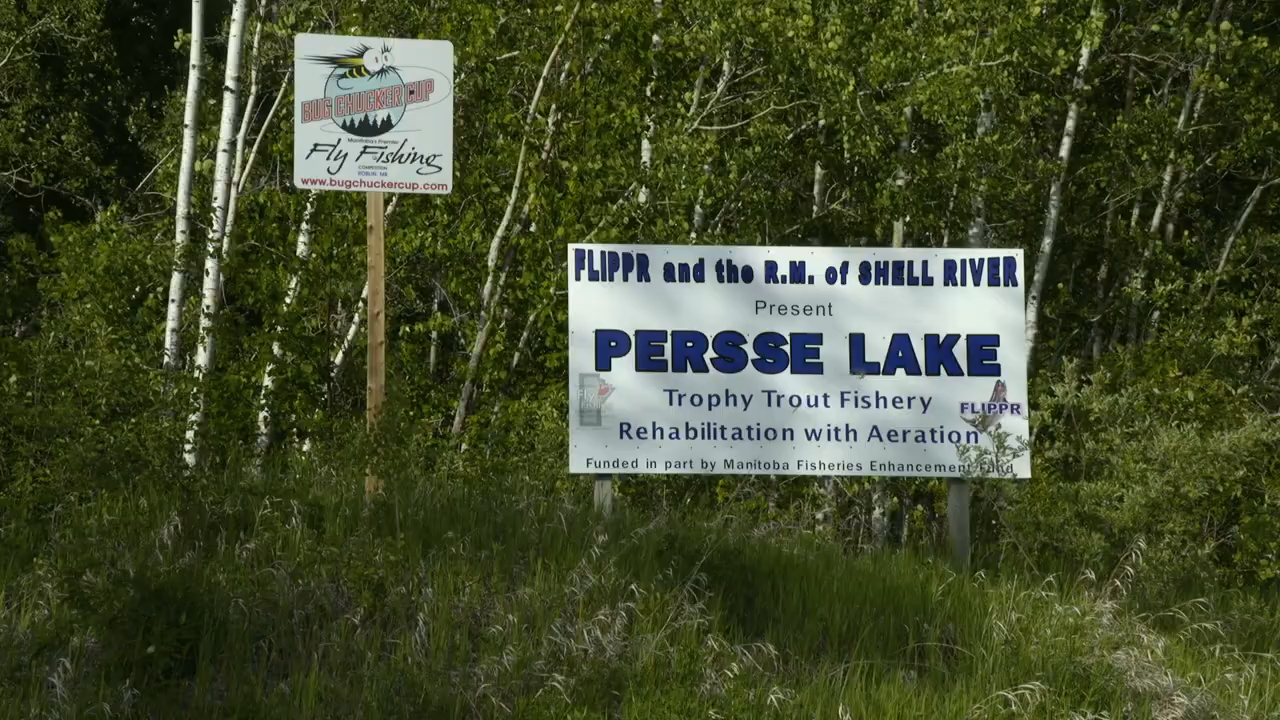 BUG CHUCKER CUP
Manitoba's Premier
Fly Fishing
COMPETITION
ROBLIN, MB
www.bugchuckercup.com
FLIPPR and the R.M. of SHELL RIVER
Present
PERSSE LAKE
Trophy Trout Fishery
FLIPPR
Rehabilitation with Aeration
Funded in part by Manitoba Fisheries Enhancement Fund